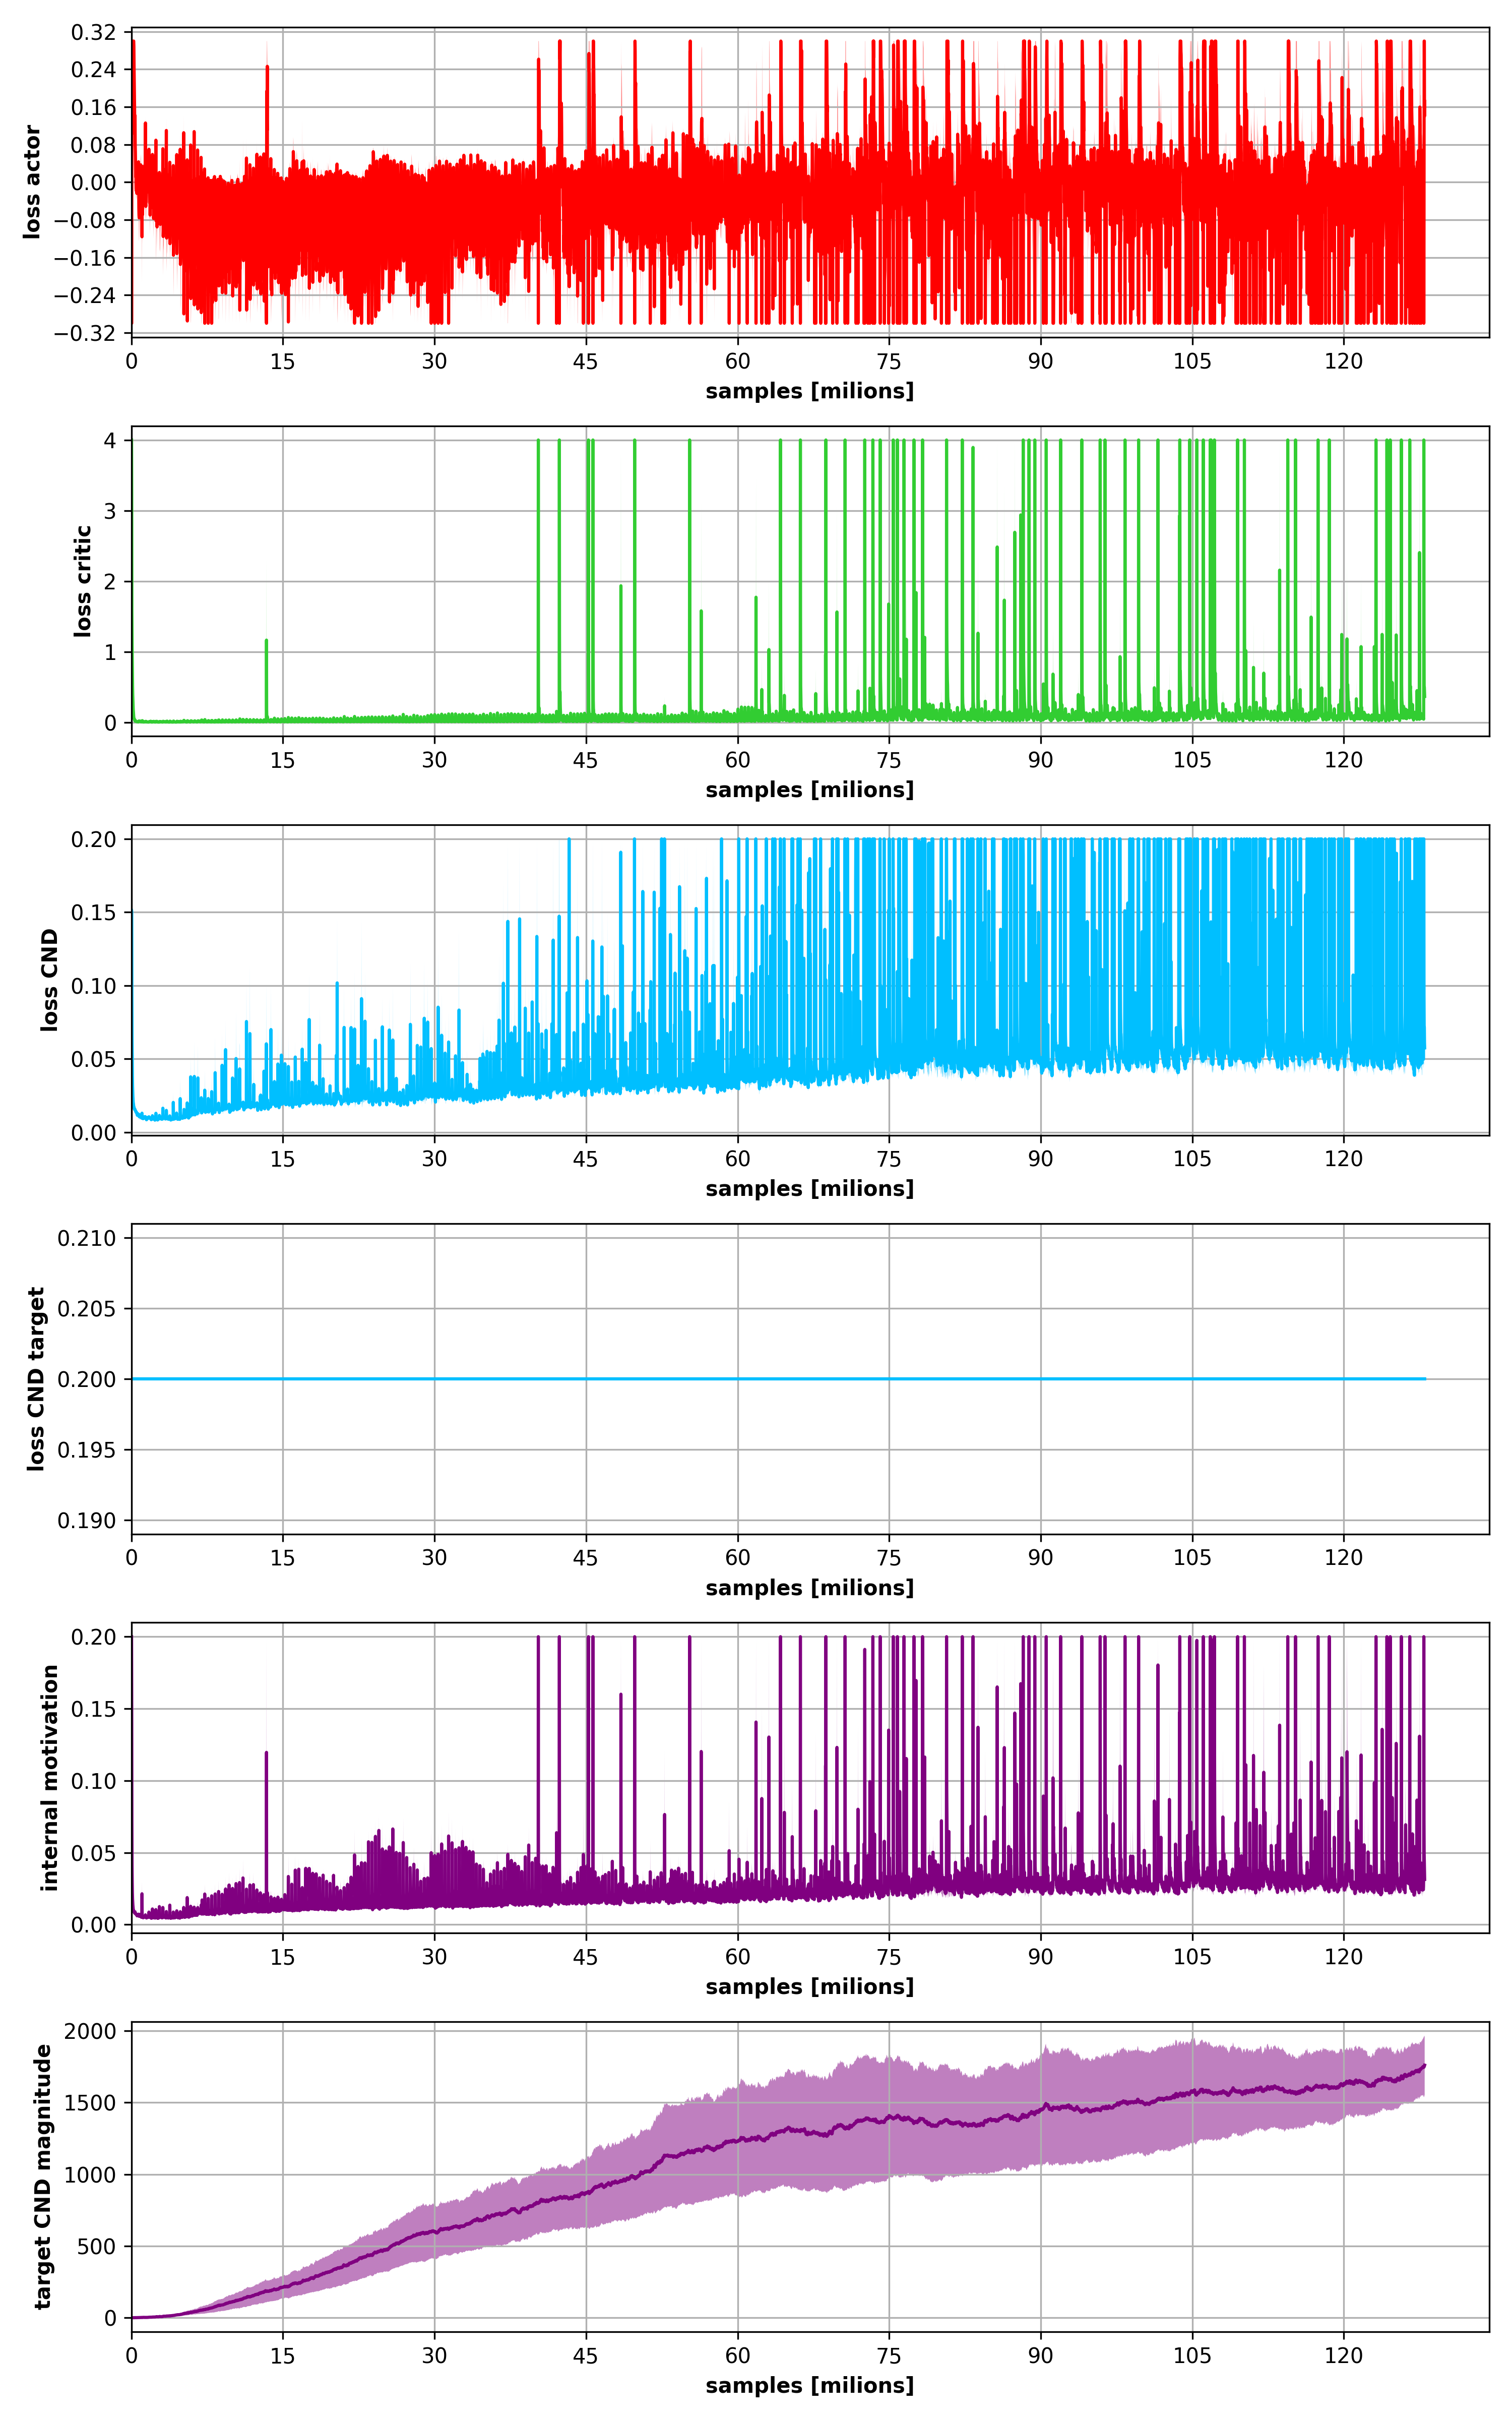 loss actor
0.32
0.24
0.16
0.08
0.00
−0.08
−0.16
−0.24
−0.32
0 15 30 45 60 75 90 105 120
samples [milions]
loss critic
4
3
2
1
0
0 15 30 45 60 75 90 105 120
samples [milions]
loss CND
0.20
0.15
0.10
0.05
0.00
0 15 30 45 60 75 90 105 120
samples [milions]
loss CND target
0.210
0.205
0.200
0.195
0.190
0 15 30 45 60 75 90 105 120
samples [milions]
internal motivation
0.20
0.15
0.10
0.05
0.00
0 15 30 45 60 75 90 105 120
samples [milions]
target CND magnitude
2000
1500
1000
500
0
0 15 30 45 60 75 90 105 120
samples [milions]